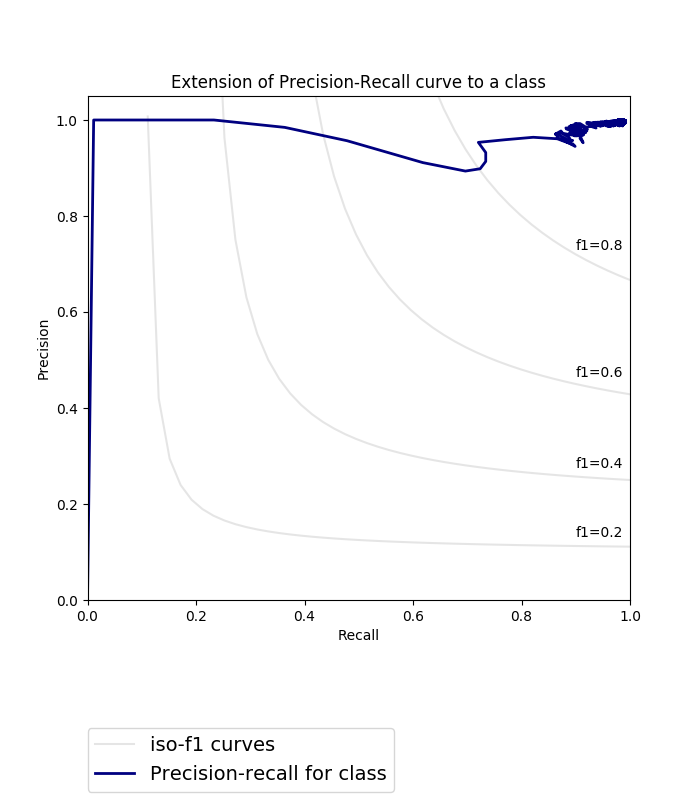 Extension of Precision-Recall curve to a class
1.0
0.8
0.6
0.4
0.2
0.0
Precision
f1=0.8
f1=0.6
f1=0.4
f1=0.2
0.0 0.2 0.4 0.6 0.8 1.0
Recall
iso-f1 curves
Precision-recall for class